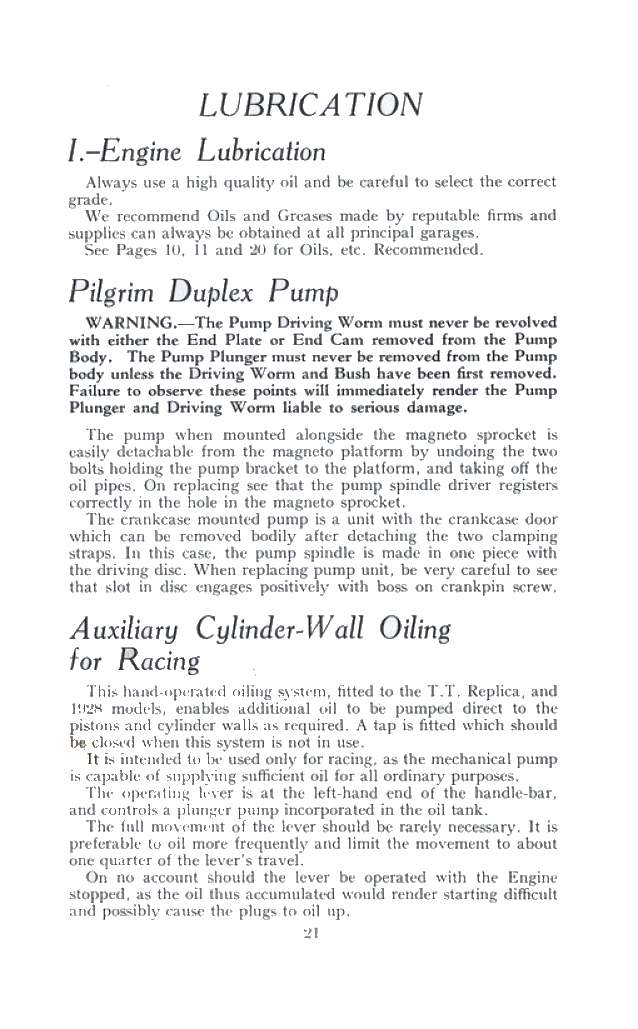 LUBRICATION
I.–Engine Lubrication
Always use a high quality oil and be careful to select the correct
grade.
We recommend Oils and Greases made by reputable firms and
supplies can always be obtained at all principal garages.
See Pages 10, 11 and 20 for Oils, etc. Recommended.
Pilgrim Duplex Pump
WARNING.—The Pump Driving Worm must never be revolved
with either the End Plate or End Cam removed from the Pump
Body. The Pump Plunger must never be removed from the Pump
body unless the Driving Worm and Bush have been first removed.
Failure to observe these points will immediately render the Pump
Plunger and Driving Worm liable to serious damage.
The pump when mounted alongside the magneto sprocket is
easily detachable from the magneto platform by undoing the two
bolts holding the pump bracket to the platform, and taking off the
oil pipes. On replacing see that the pump spindle driver registers
correctly in the hole in the magneto sprocket.
The crankcase mounted pump is a unit with the crankcase door
which can be removed bodily after detaching the two clamping
straps. In this case, the pump spindle is made in one piece with
the driving disc. When replacing pump unit, be very careful to see
that slot in disc engages positively with boss on crankpin screw.
Auxiliary Cylinder-Wall Oiling
for Racing
This hand-operated oiling system, fitted to the T.T. Replica, and
1928 models, enables additional oil to be pumped direct to the
pistons and cylinder walls as required. A tap is fitted which should
be closed when this system is not in use.
It is intended to be used only for racing, as the mechanical pump
is capable of supplying sufficient oil for all ordinary purposes.
The operating lever is at the left-hand end of the handle-bar,
and controls a plunger pump incorporated in the oil tank.
The full movement of the lever should be rarely necessary. It is
preferable to oil more frequently and limit the movement to about
one quarter of the lever's travel.
On no account should the lever be operated with the Engine
stopped, as the oil thus accumulated would render starting difficult
and possibly cause the plugs to oil up.
21